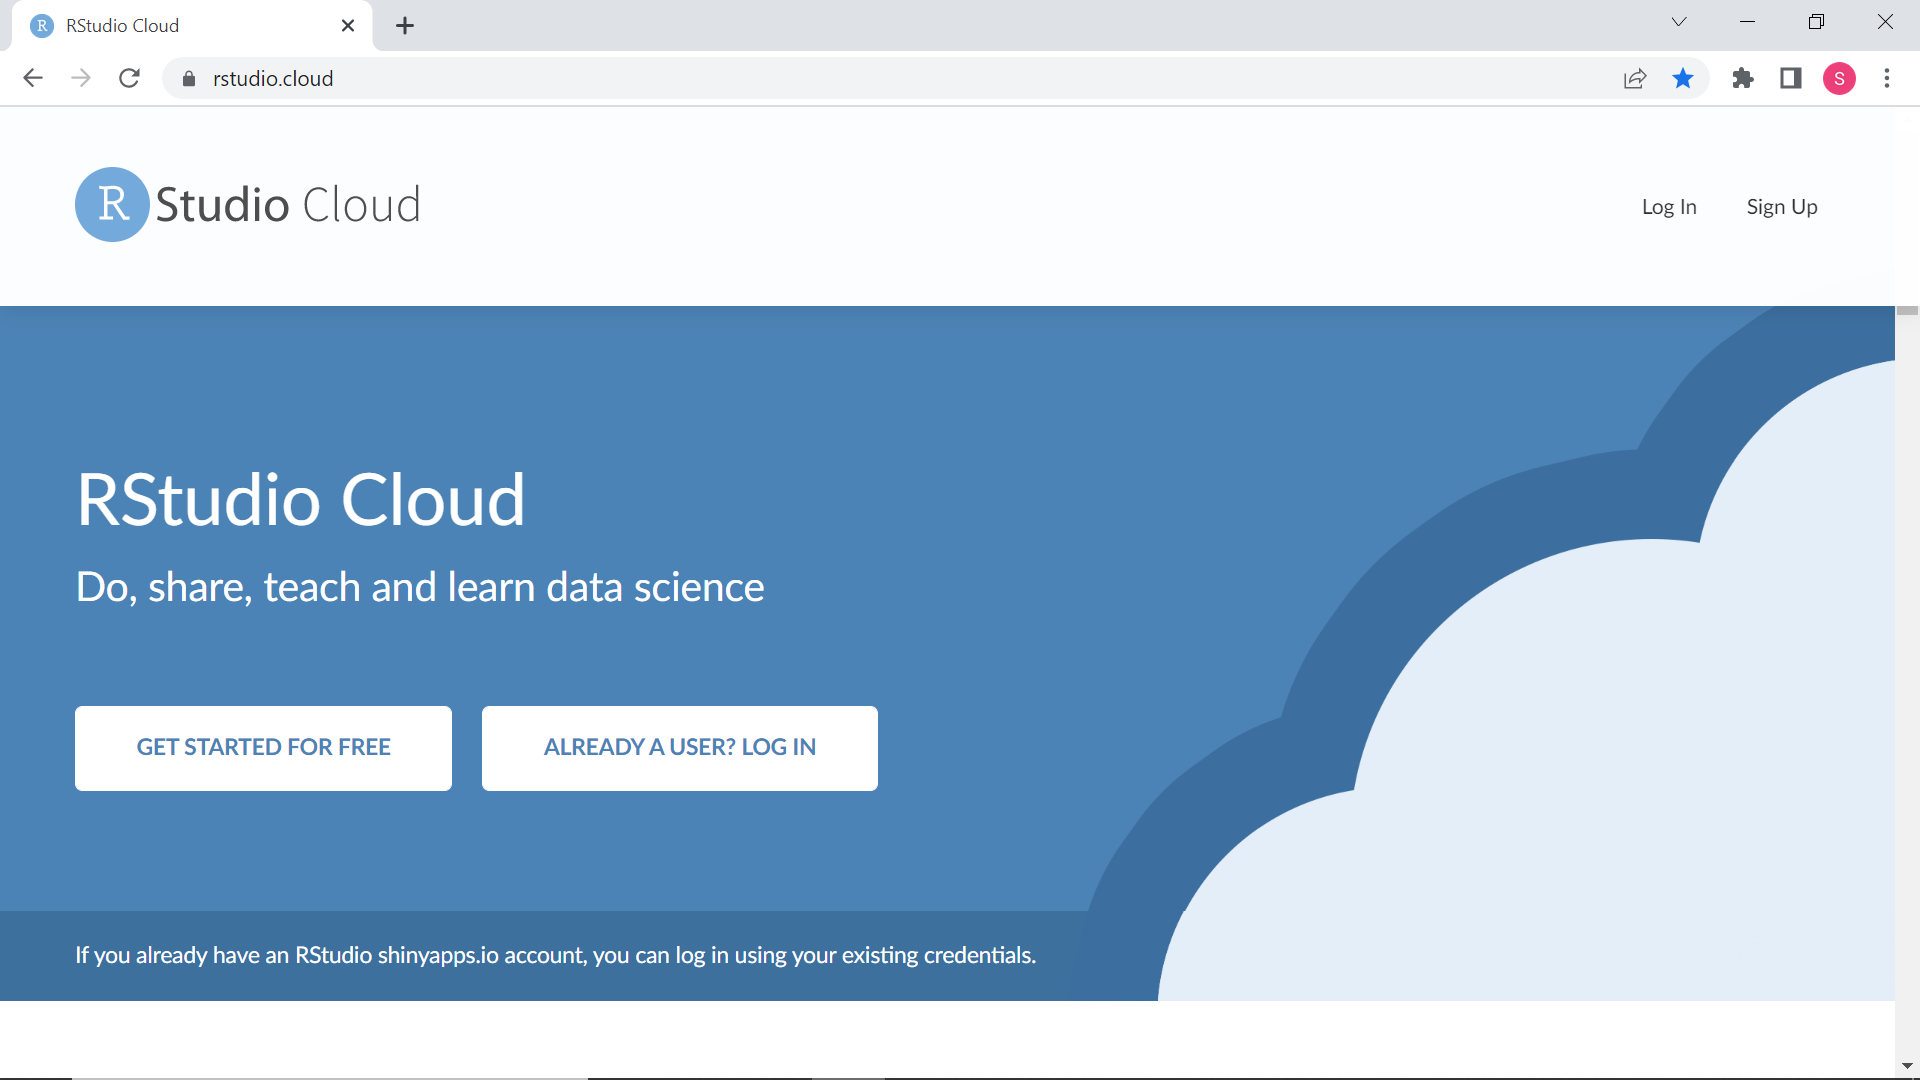 R RStudio Cloud
rstudio.cloud
S
R Studio Cloud
Log In Sign Up
RStudio Cloud
Do, share, teach and learn data science
GET STARTED FOR FREE ALREADY A USER? LOG IN
If you already have an RStudio shinyapps.io account, you can log in using your existing credentials.